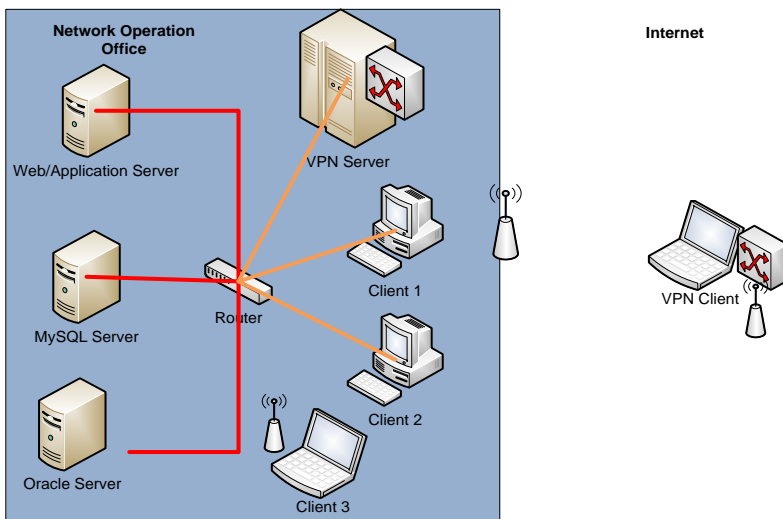 Network Operation
Office
Internet
VPN Server
Web/Application Server
Client 1
VPN Client
Router
MySQL Server
Client 2
Oracle Server
Client 3